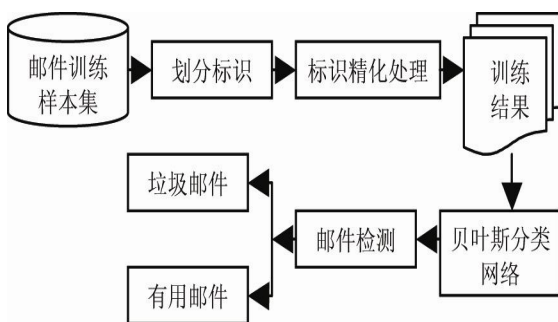 邮件训练
样本集
划分标识
标识精化处理
训练
结果
垃圾邮件
邮件检测
贝叶斯分类
网络
有用邮件